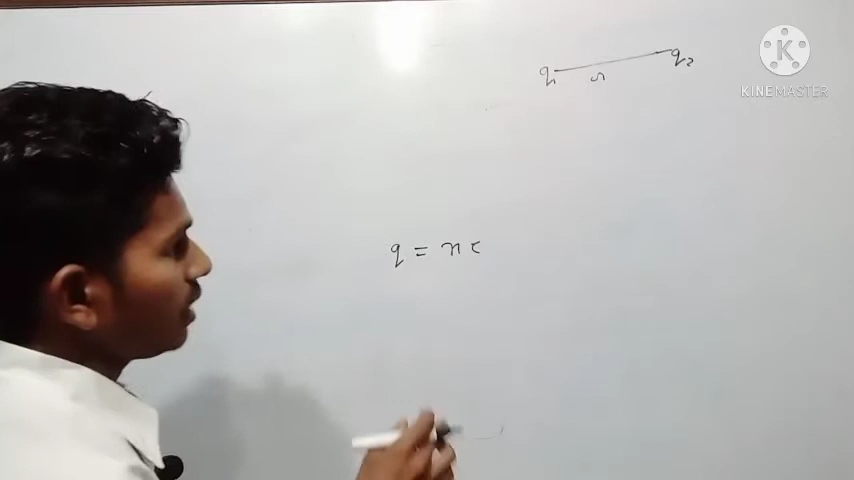 q₁ r q₂
K
KINEMASTER
q = ne